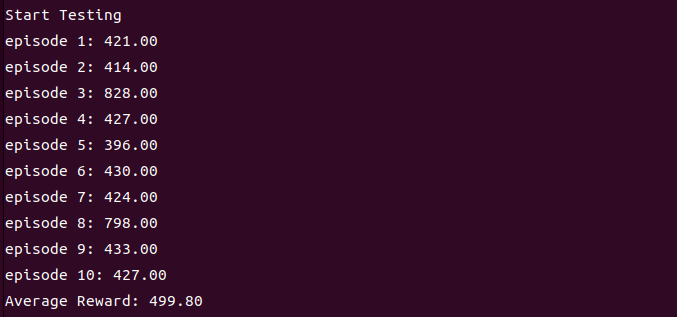 Start Testing
episode 1: 421.00
episode 2: 414.00
episode 3: 828.00
episode 4: 427.00
episode 5: 396.00
episode 6: 430.00
episode 7: 424.00
episode 8: 798.00
episode 9: 433.00
episode 10: 427.00
Average Reward: 499.80